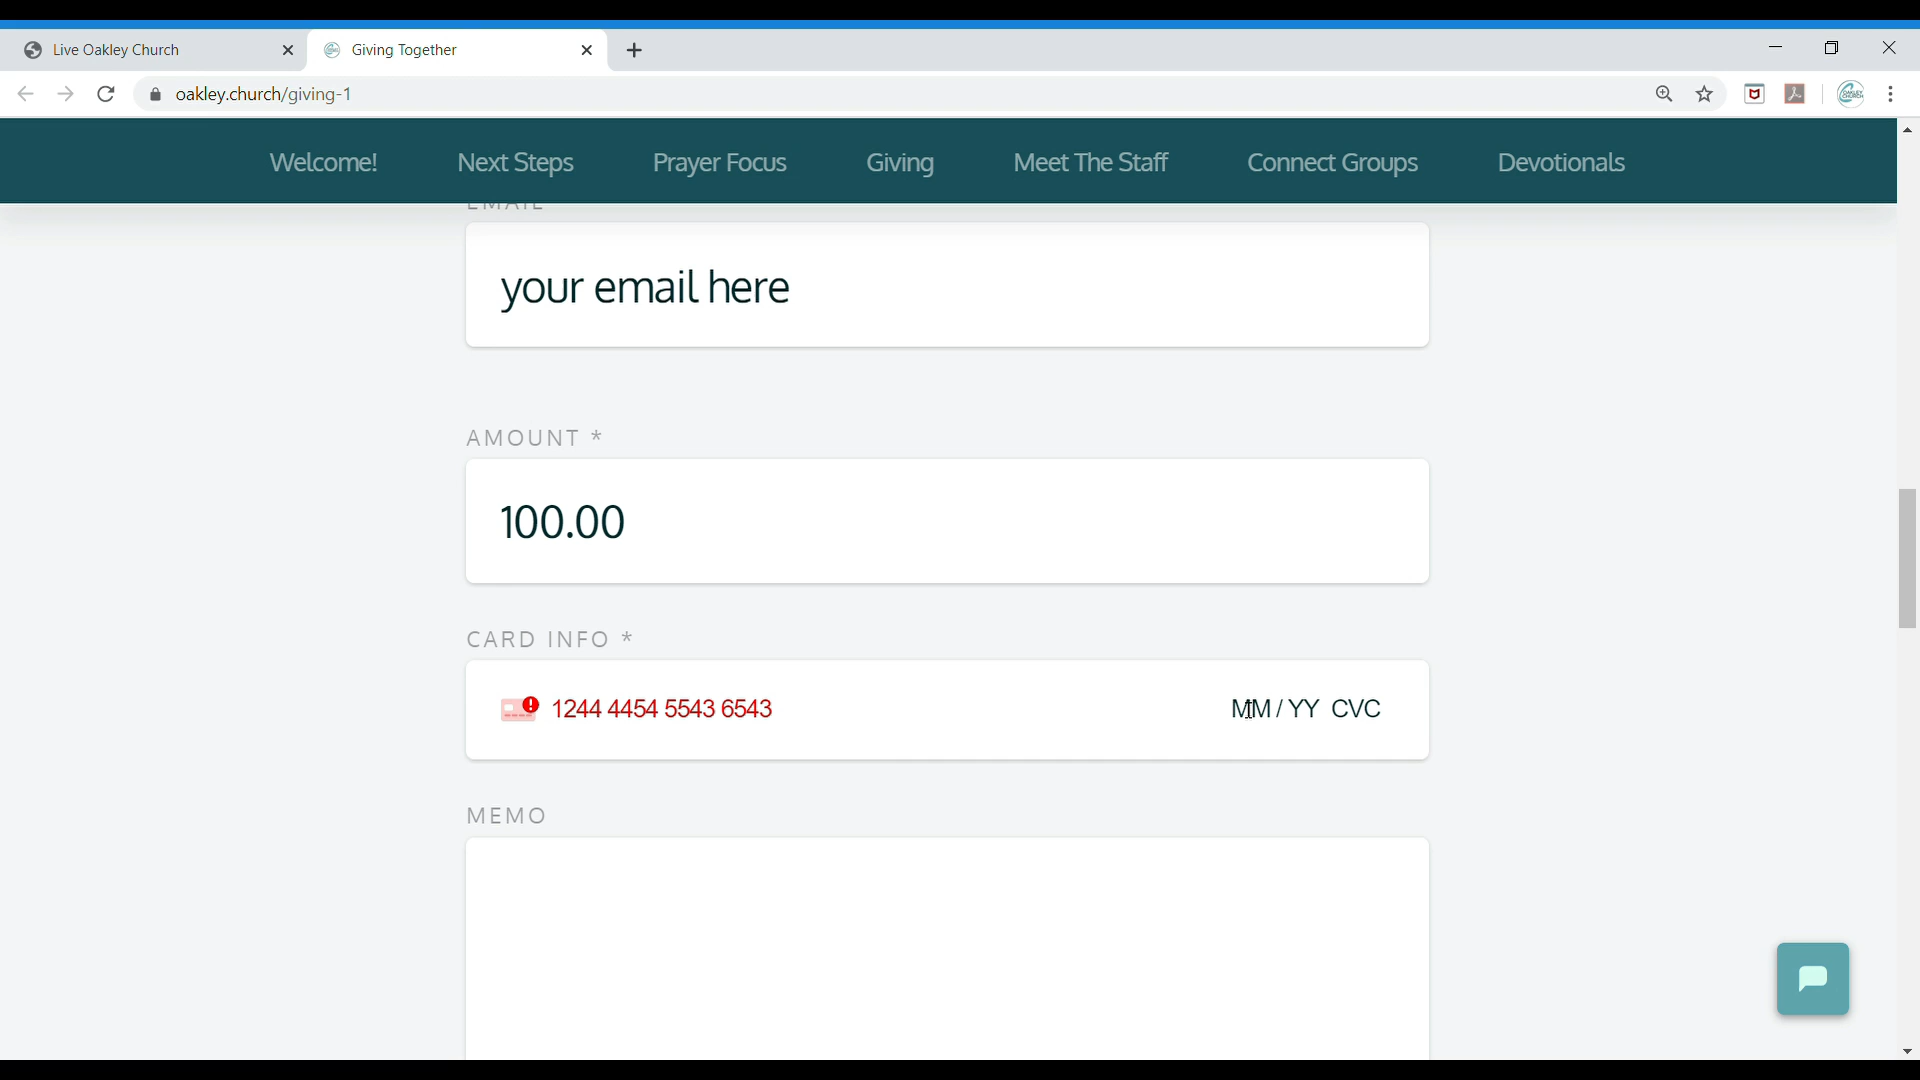 Live Oakley Church
Giving Together
oakley.church/giving-1
Welcome! Next Steps Prayer Focus Giving Meet The Staff Connect Groups Devotionals
EMAIL
your email here
AMOUNT *
100.00
CARD INFO *
1244 4454 5543 6543 MM / YY CVC
MEMO